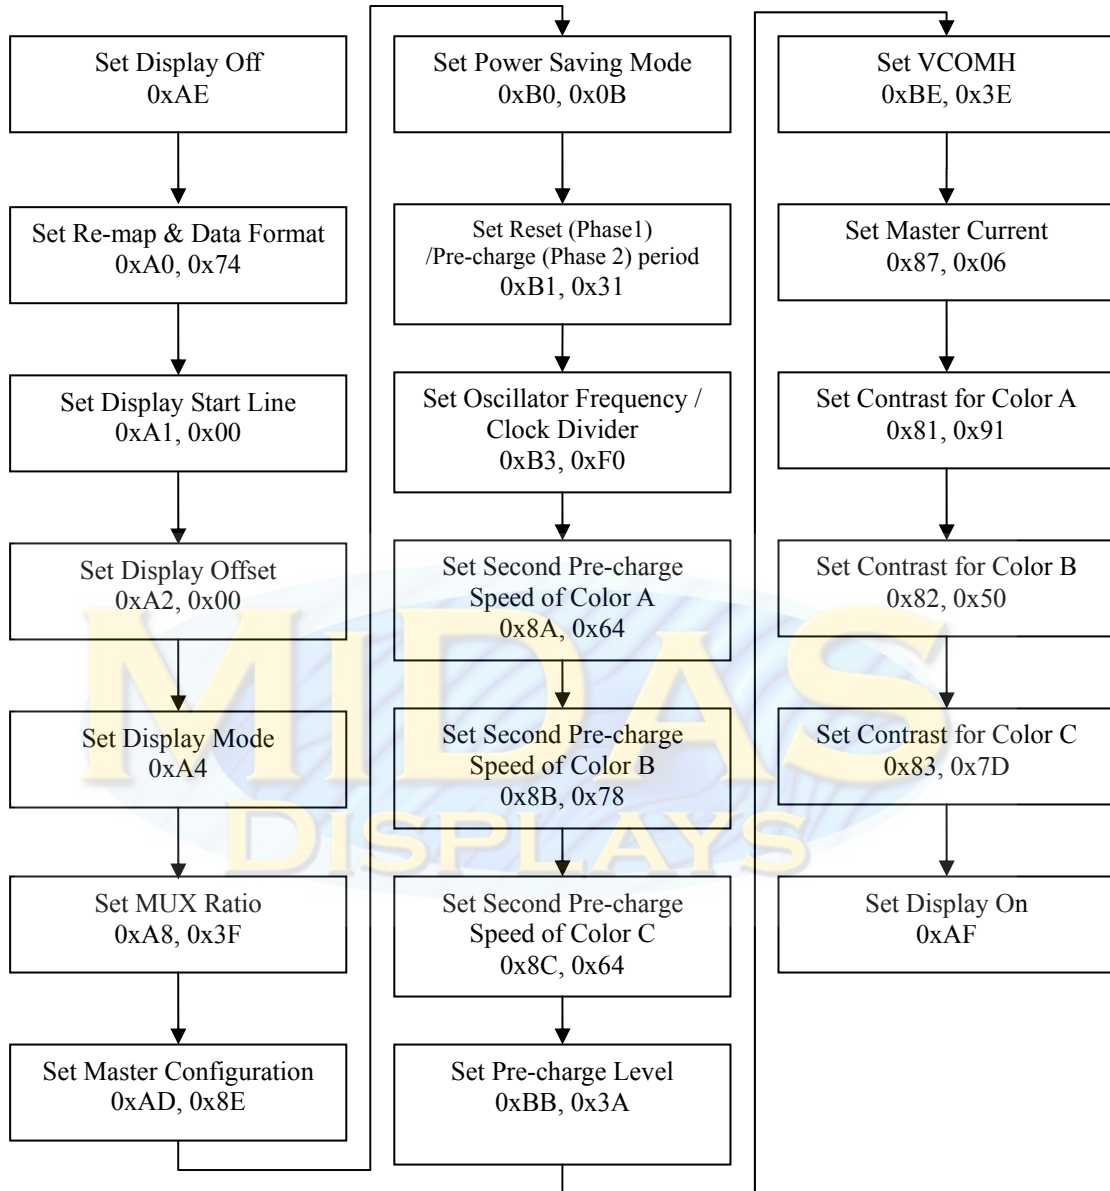 Set Display Off
0xAE
Set Re-map & Data Format
0xA0, 0x74
Set Display Start Line
0xA1, 0x00
Set Display Offset
0xA2, 0x00
Set Display Mode
0xA4
Set MUX Ratio
0xA8, 0x3F
Set Master Configuration
0xAD, 0x8E
Set Power Saving Mode
0xB0, 0x0B
Set Reset (Phase1)
/Pre-charge (Phase 2) period
0xB1, 0x31
Set Oscillator Frequency /
Clock Divider
0xB3, 0xF0
Set Second Pre-charge
Speed of Color A
0x8A, 0x64
Set Second Pre-charge
Speed of Color B
0x8B, 0x78
Set Second Pre-charge
Speed of Color C
0x8C, 0x64
Set Pre-charge Level
0xBB, 0x3A
Set VCOMH
0xBE, 0x3E
Set Master Current
0x87, 0x06
Set Contrast for Color A
0x81, 0x91
Set Contrast for Color B
0x82, 0x50
Set Contrast for Color C
0x83, 0x7D
Set Display On
0xAF
MIDAS
DISPLAYS